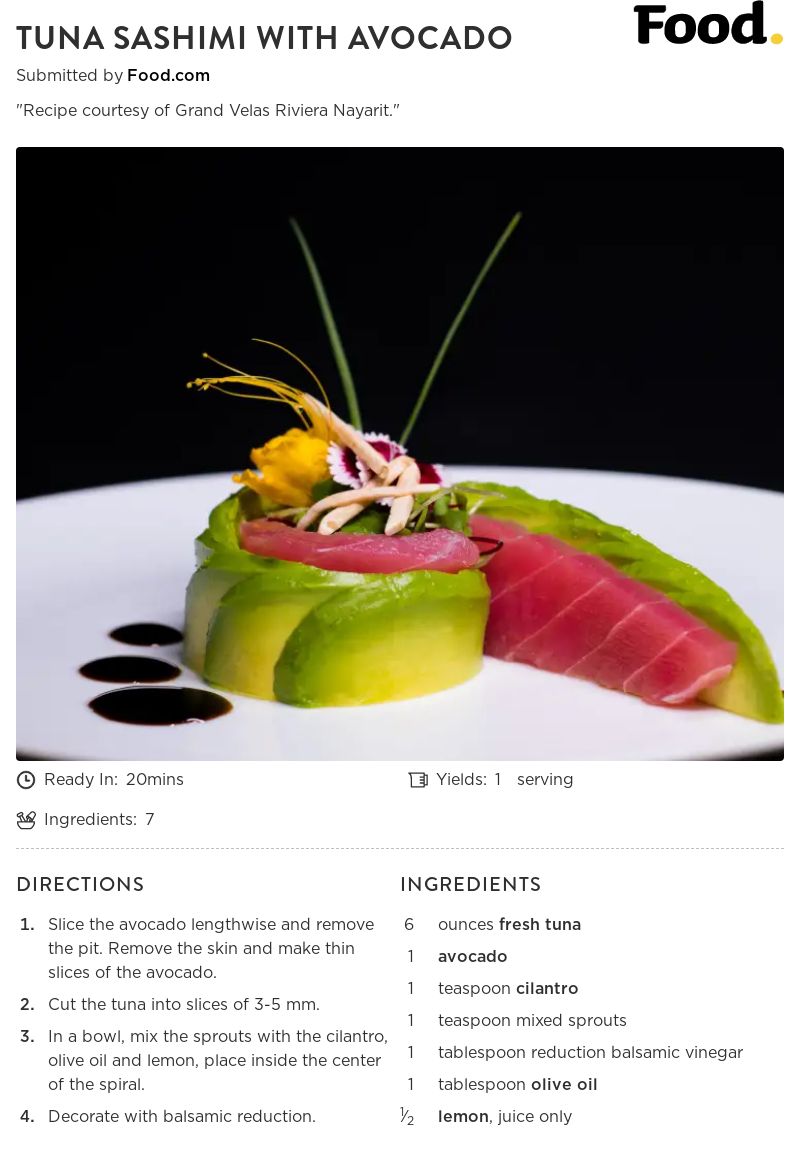 TUNA SASHIMI WITH AVOCADO
Food.
Submitted by Food.com
"Recipe courtesy of Grand Velas Riviera Nayarit."
Ready In: 20mins
Yields: 1 serving
Ingredients: 7
DIRECTIONS
1. Slice the avocado lengthwise and remove
the pit. Remove the skin and make thin
slices of the avocado.
2. Cut the tuna into slices of 3-5 mm.
3. In a bowl, mix the sprouts with the cilantro,
olive oil and lemon, place inside the center
of the spiral.
4. Decorate with balsamic reduction.
INGREDIENTS
6 ounces fresh tuna
1 avocado
1 teaspoon cilantro
1 teaspoon mixed sprouts
1 tablespoon reduction balsamic vinegar
1 tablespoon olive oil
1⁄2 lemon, juice only